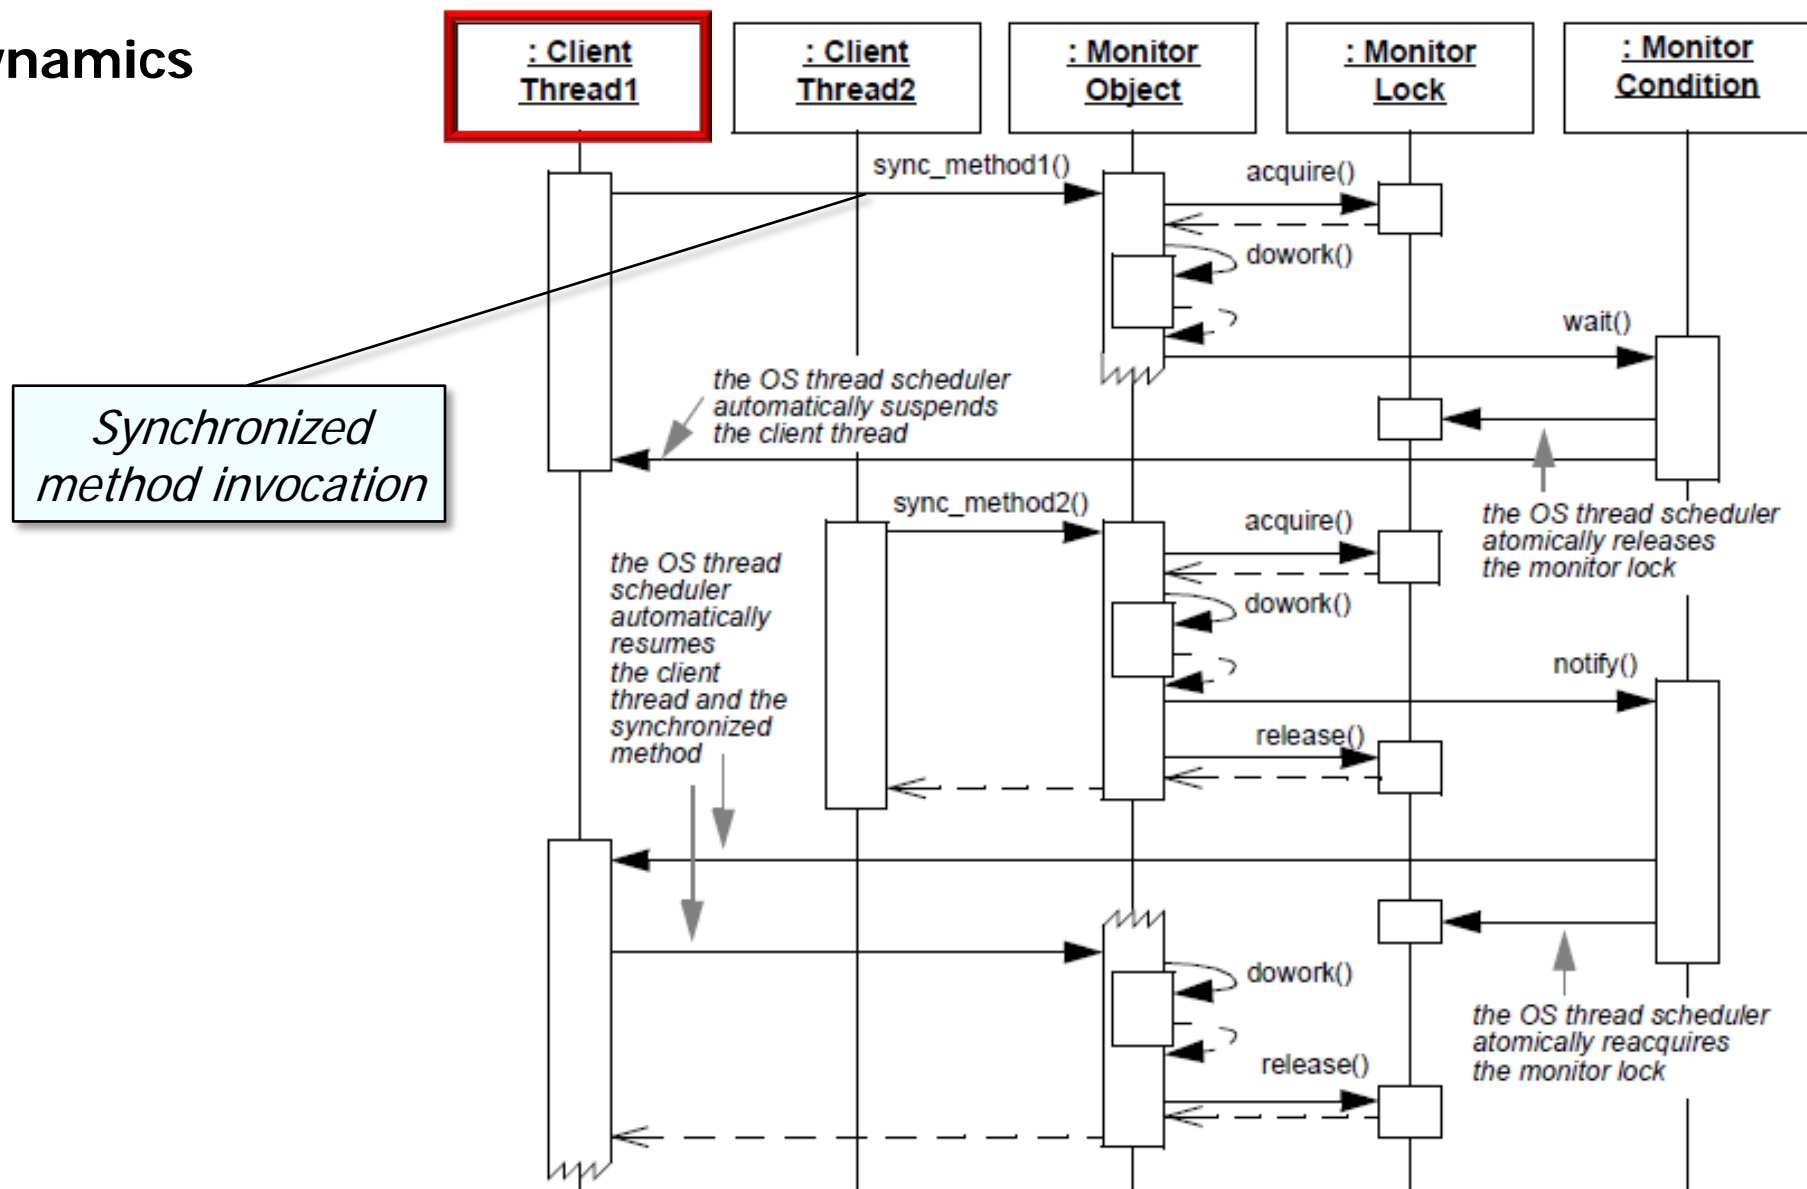 ynamics
: Client
Thread1
: Client
Thread2
: Monitor
Object
: Monitor
Lock
: Monitor
Condition
sync_method1()
acquire()
dowork()
wait()
the OS thread scheduler
automatically suspends
the client thread
Synchronized
method invocation
sync_method2()
acquire()
the OS thread scheduler
atomically releases
the monitor lock
the OS thread
scheduler
automatically
resumes
the client
thread and the
synchronized
method
dowork()
notify()
release()
dowork()
the OS thread scheduler
atomically reacquires
the monitor lock
release()